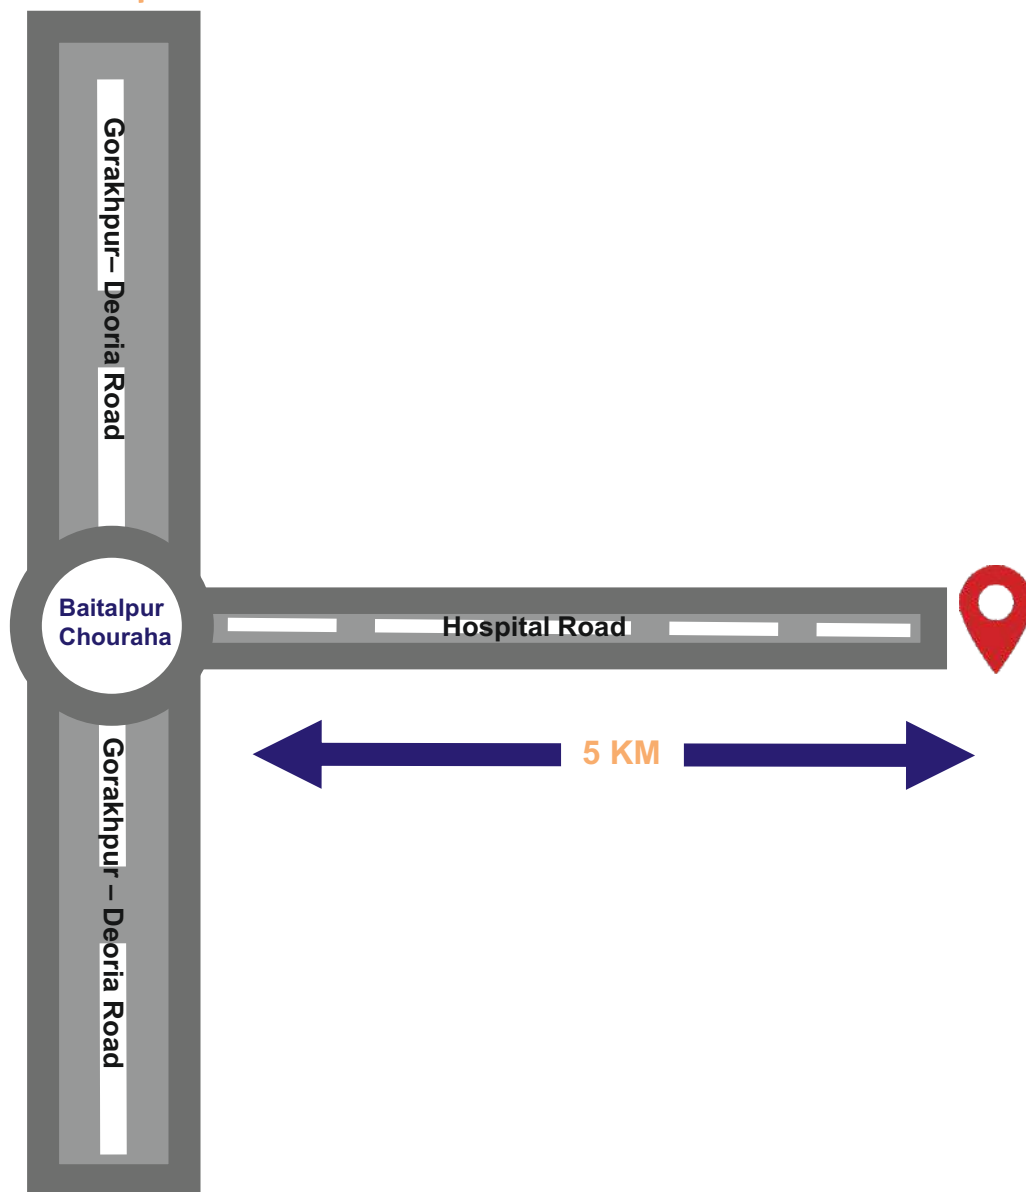 Gorakhpur– Deoria Road
Baitalpur
Chouraha
Hospital Road
5 KM
Gorakhpur – Deoria Road